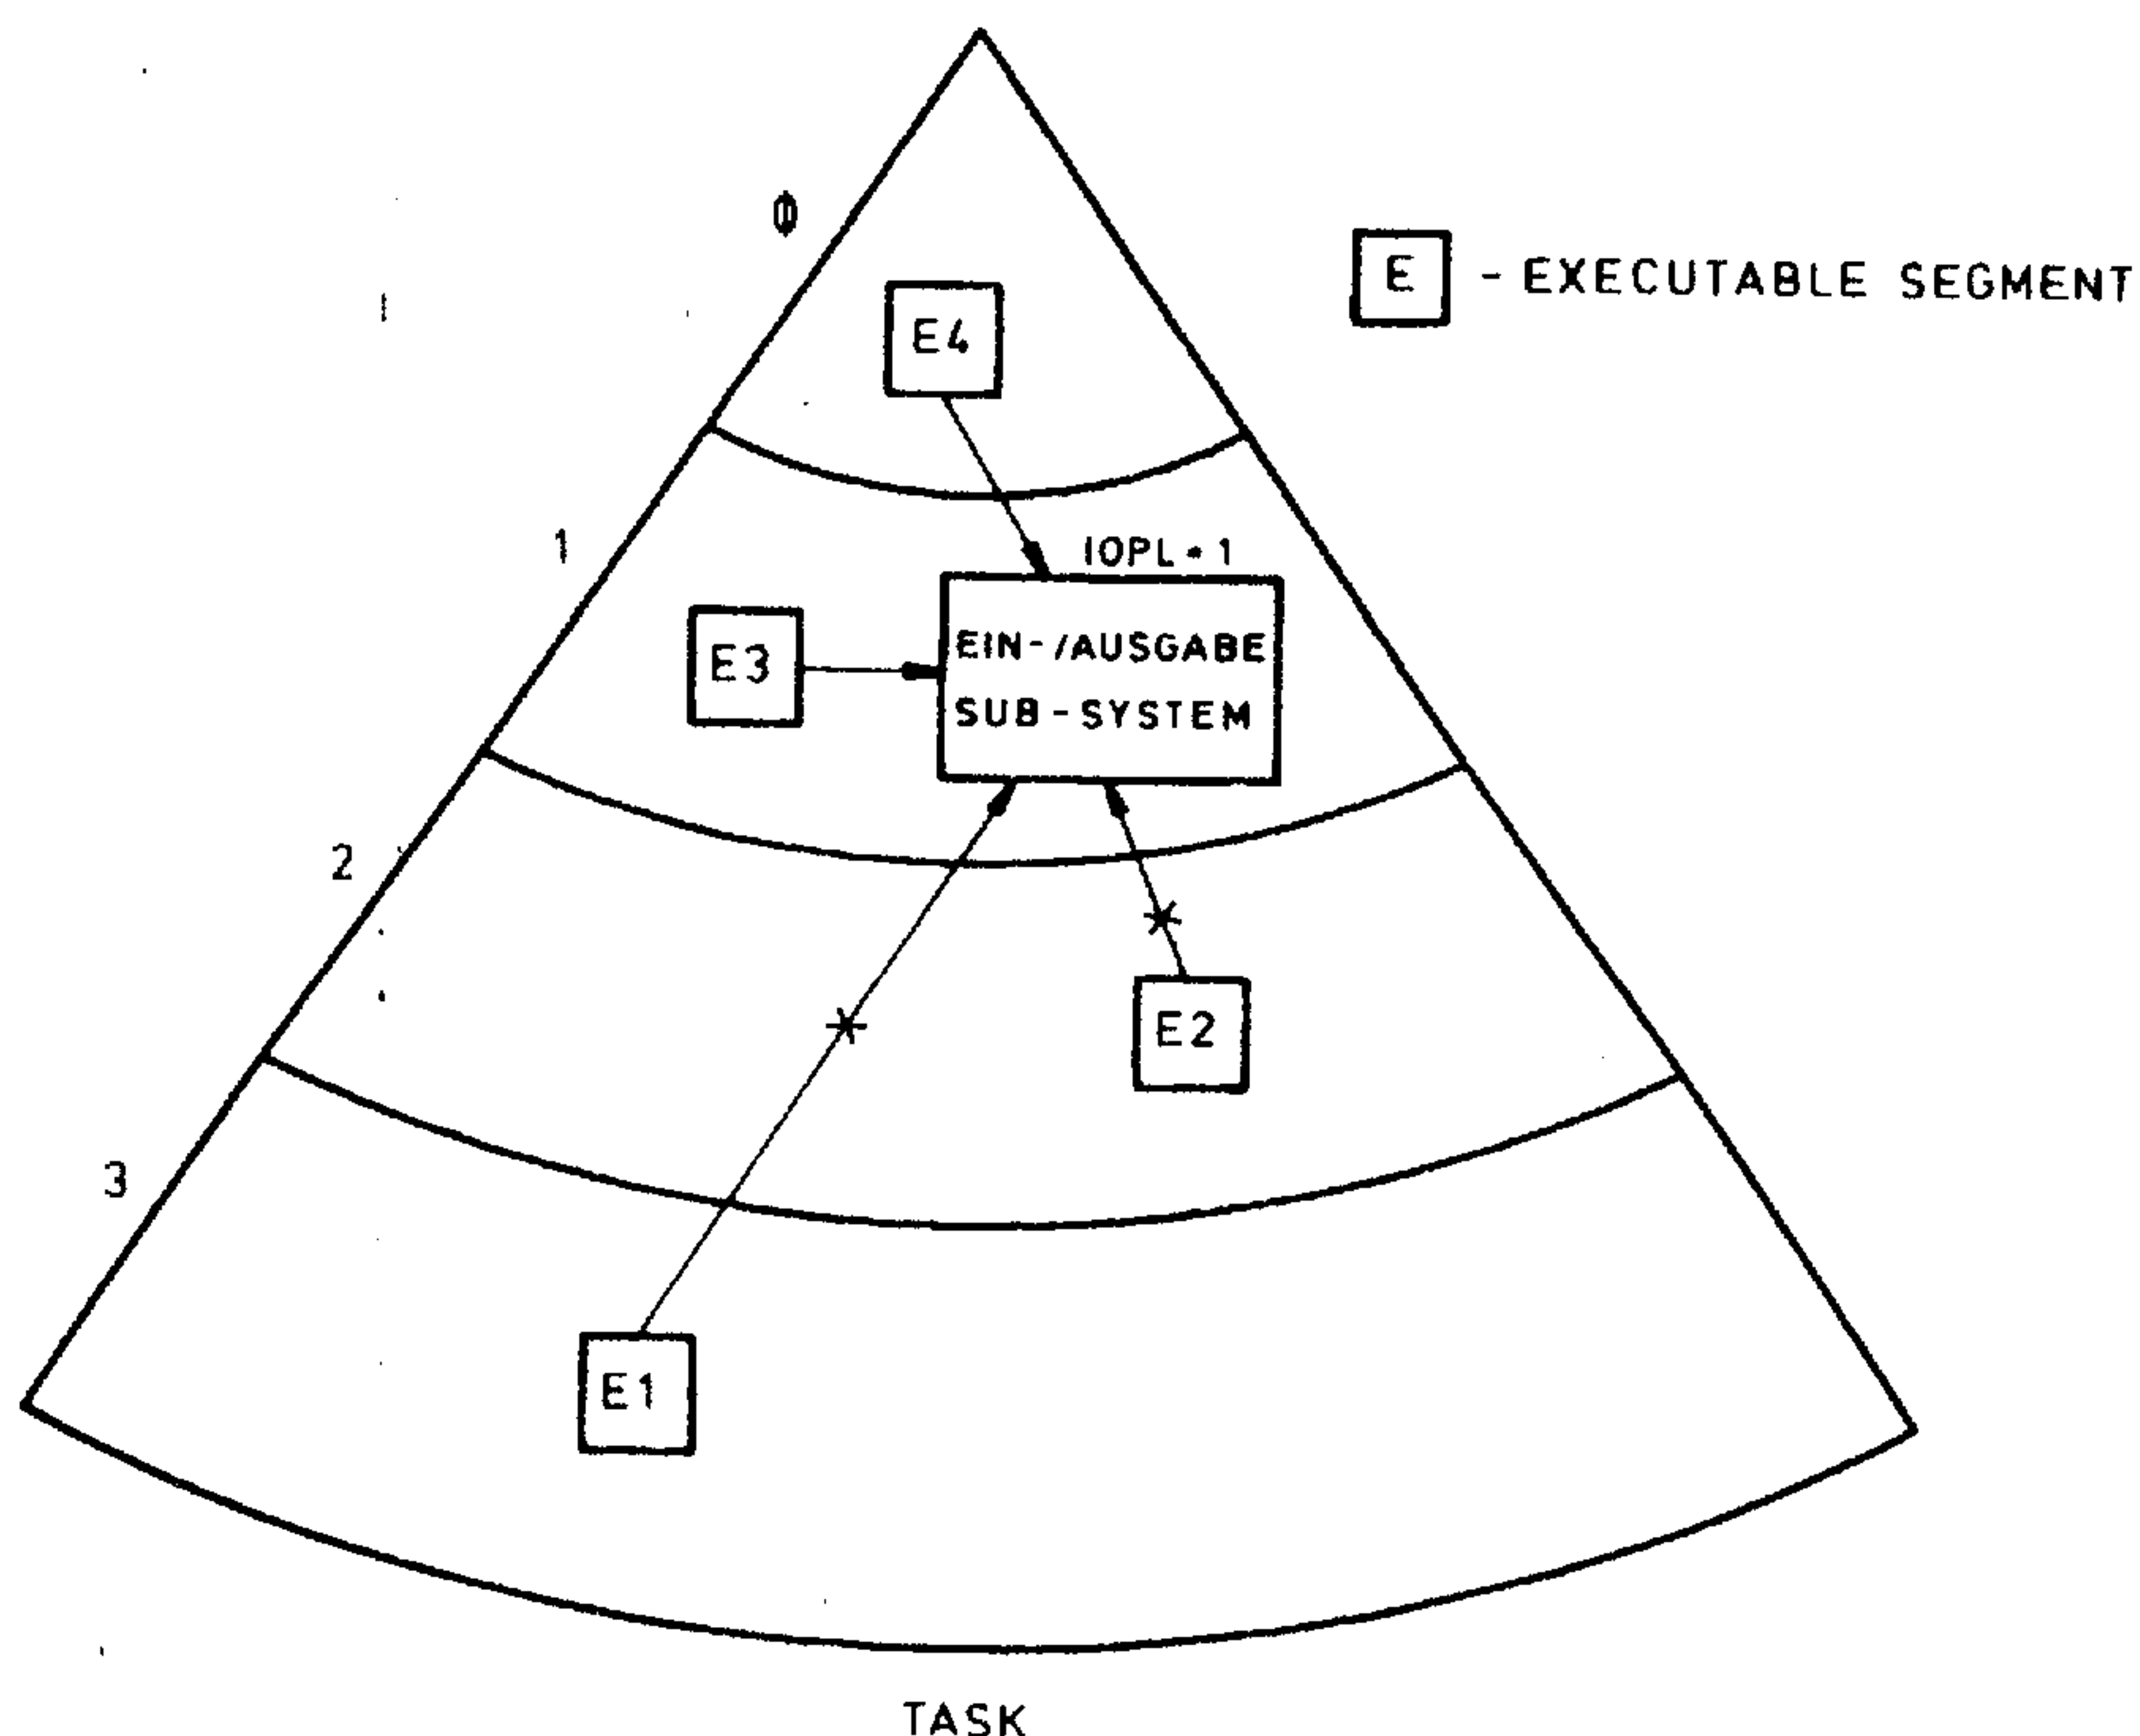 0
E - EXECUTABLE SEGMENT
E4
1
IOPL=1
E3
EIN-/AUSGABE
SUB-SYSTEM
2
E2
3
E1
TASK